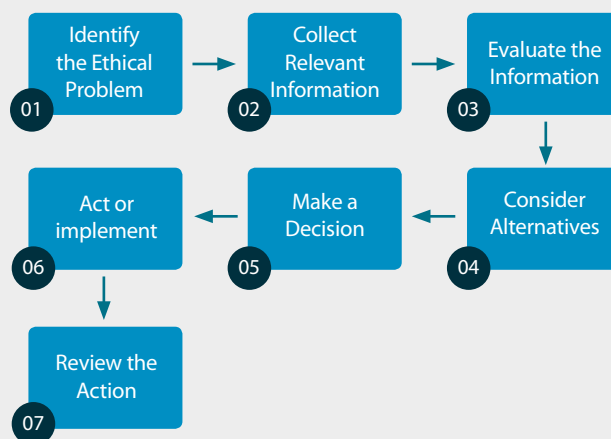 Identify
the Ethical
Problem
01
Collect
Relevant
Information
02
Evaluate the
Information
03
Consider
Alternatives
04
Make a
Decision
05
Act or
implement
06
Review the
Action
07